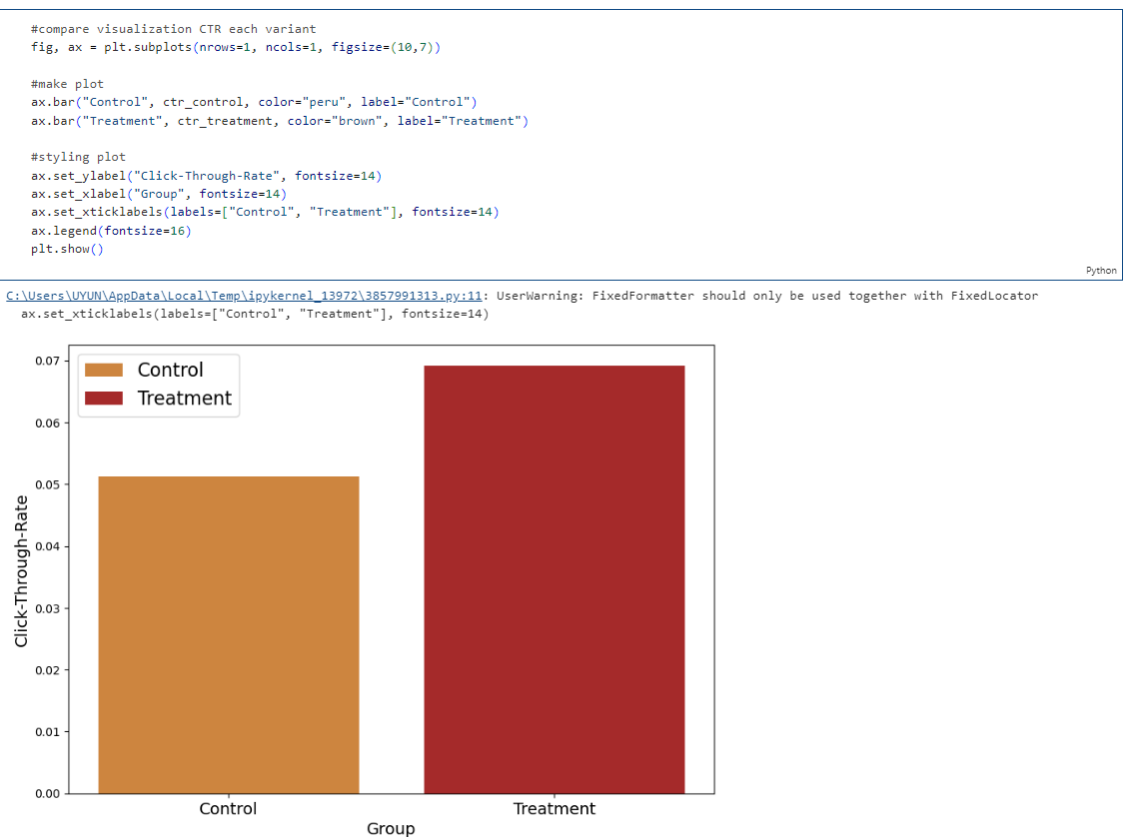 #compare visualization CTR each variant
fig, ax = plt.subplots(nrows=1, ncols=1, figsize=(10,7))
#make plot
ax.bar("Control", ctr_control, color="peru", label="Control")
ax.bar("Treatment", ctr_treatment, color="brown", label="Treatment")
#styling plot
ax.set_ylabel("Click-Through-Rate", fontsize=14)
ax.set_xlabel("Group", fontsize=14)
ax.set_xticklabels(labels=["Control", "Treatment"], fontsize=14)
ax.legend(fontsize=16)
plt.show()
Python
C:\Users\UYUN\AppData\Local\Temp\ipykernel_13972\3857991313.py:11: UserWarning: FixedFormatter should only be used together with FixedLocator
ax.set_xticklabels(labels=["Control", "Treatment"], fontsize=14)
Control
Treatment
0.07
0.06
0.05
0.04
0.03
0.02
0.01
0.00
Click-Through-Rate
Control
Treatment
Group